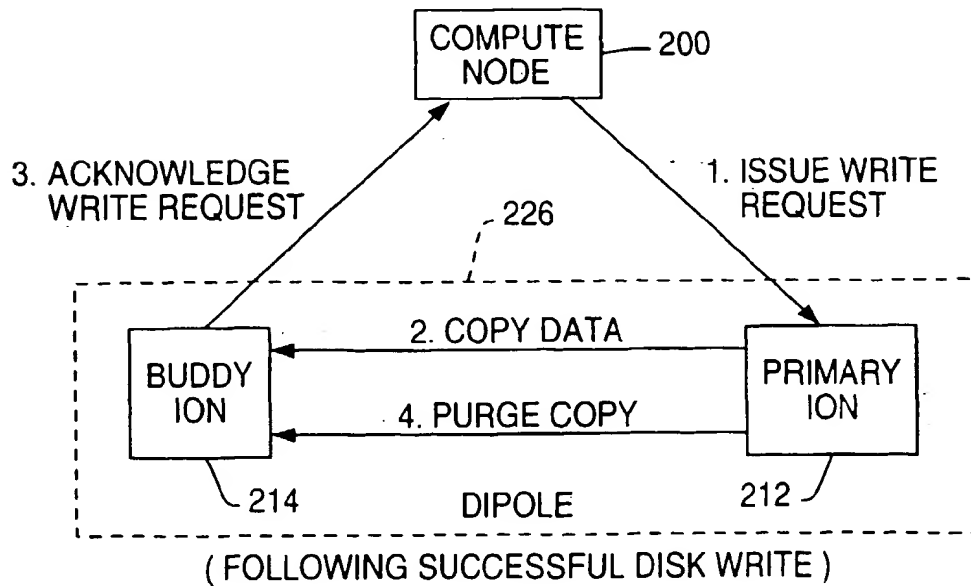 COMPUTE
NODE
200
3. ACKNOWLEDGE
WRITE REQUEST
1. ISSUE WRITE
REQUEST
226
2. COPY DATA
BUDDY
ION
PRIMARY
ION
4. PURGE COPY
214
DIPOLE
212
( FOLLOWING SUCCESSFUL DISK WRITE )